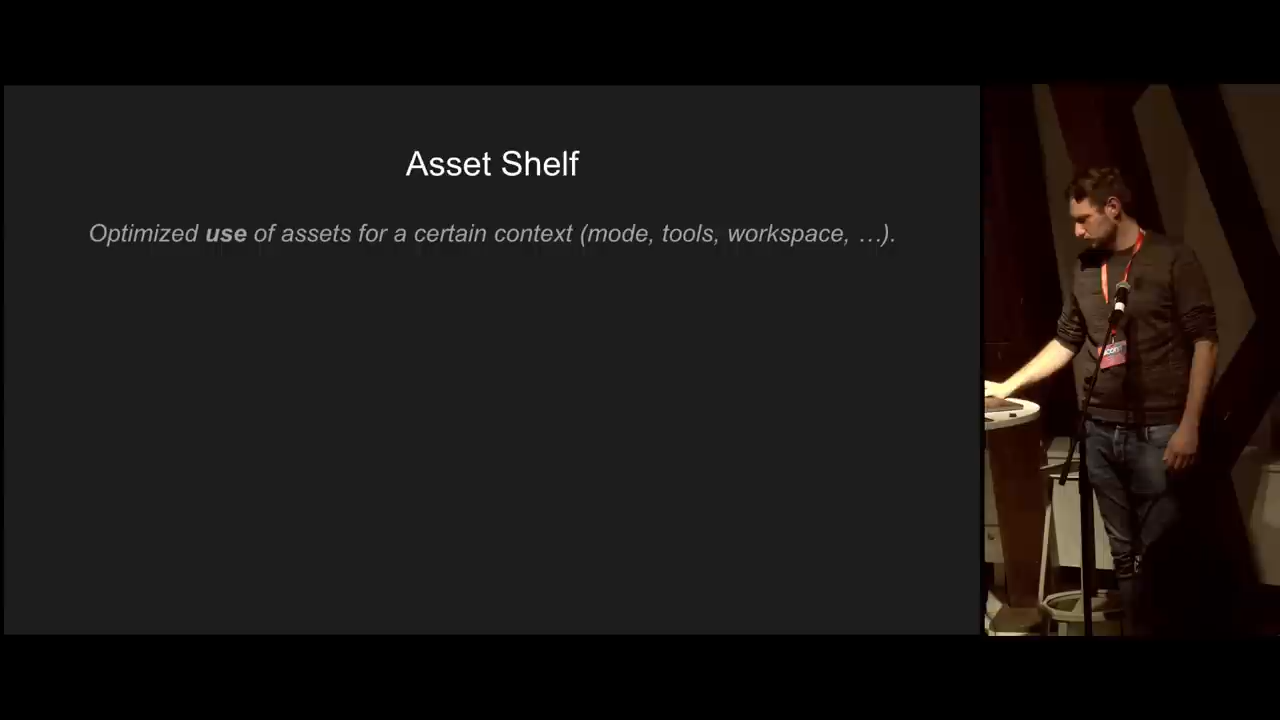 Asset Shelf
Optimized use of assets for a certain context (mode, tools, workspace, …).